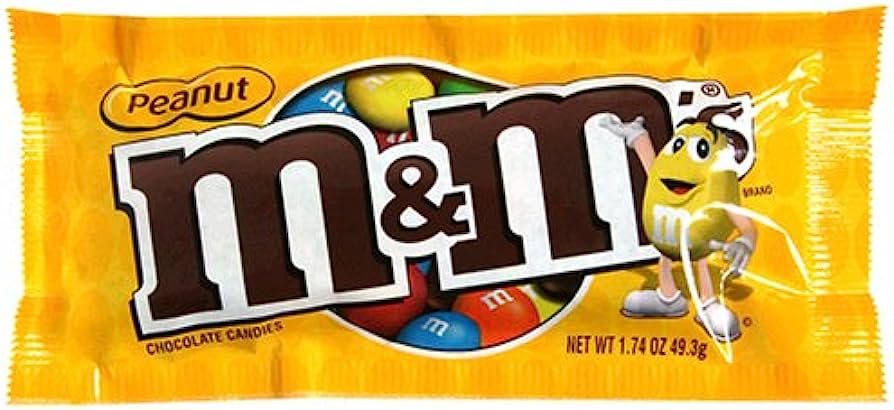 Peanut
m&m's®
BRAND
CHOCOLATE CANDIES
NET WT 1.74 OZ 49.3g
©
m
m
m
m